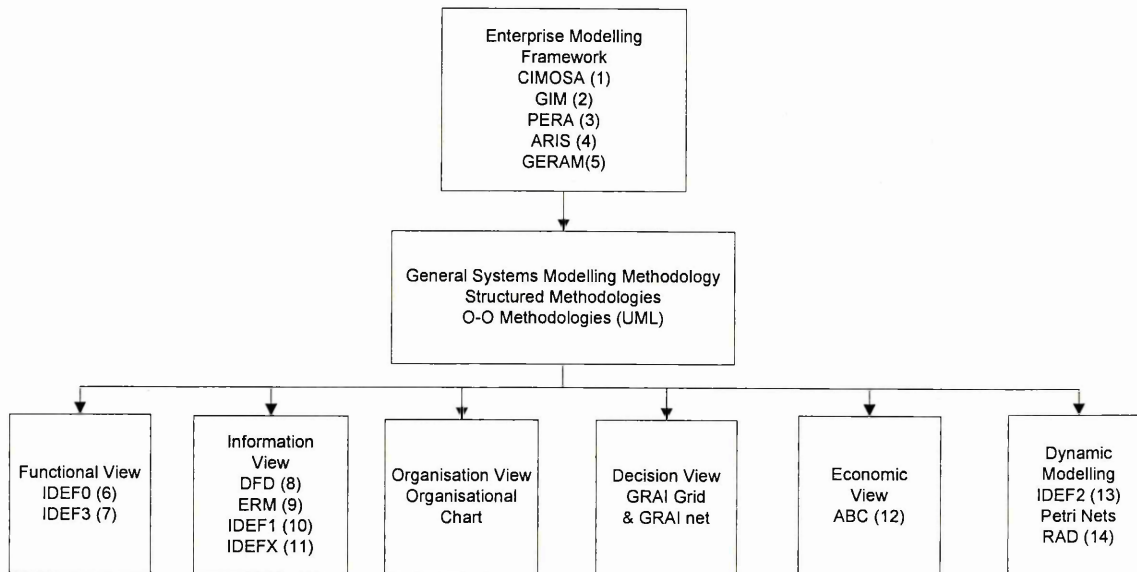 Enterprise Modelling
Framework
CIMOSA (1)
GIM (2)
PERA (3)
ARIS (4)
GERAM(5)
General Systems Modelling Methodology
Structured Methodologies
O-O Methodologies (UML)
Functional View
IDEF0 (6)
IDEF3 (7)
Information
View
DFD (8)
ERM (9)
IDEF1 (10)
IDEFX (11)
Organisation View
Organisational
Chart
Decision View
GRAI Grid
& GRAI net
Economic
View
ABC (12)
Dynamic
Modelling
IDEF2 (13)
Petri Nets
RAD (14)